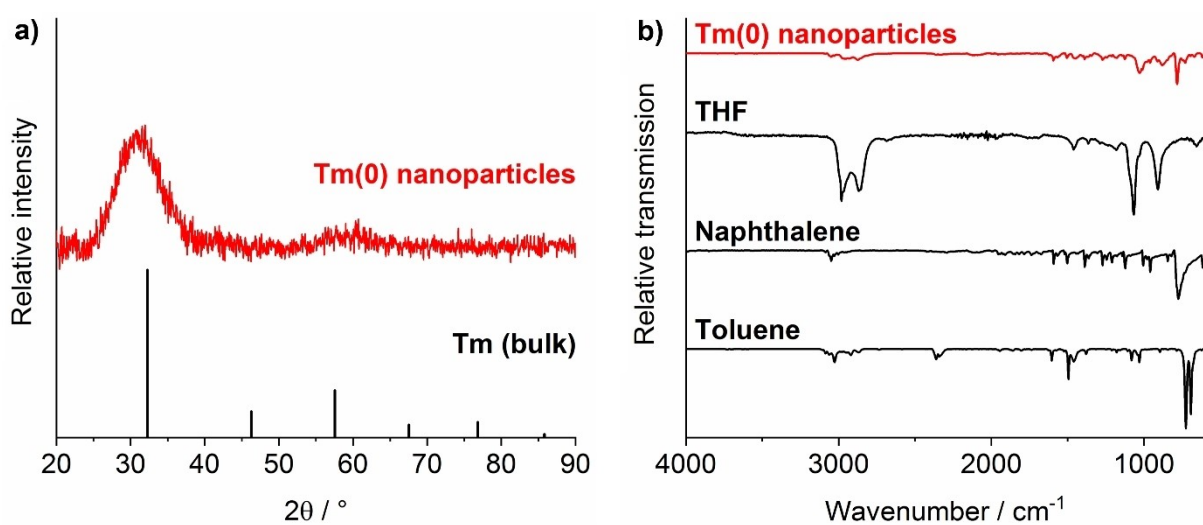 a)
Relative intensity
Tm(0) nanoparticles
Tm (bulk)
20 30 40 50 60 70 80 90
2θ / °
b)
Relative transmission
Tm(0) nanoparticles
THF
Naphthalene
Toluene
4000 3000 2000 1000
Wavenumber / cm⁻¹